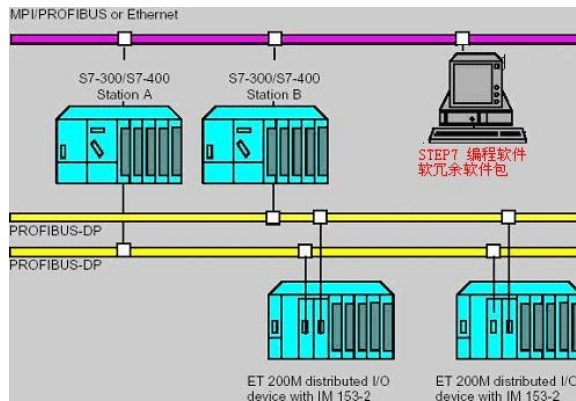 MPI/PROFIBUS or Ethernet
S7-300/S7-400
Station A
S7-300/S7-400
Station B
STEP7 编程软件
软冗余软件包
PROFIBUS-DP
PROFIBUS-DP
ET 200M distributed I/O
device with IM 153-2
ET 200M distributed I/O
device with IM 153-2